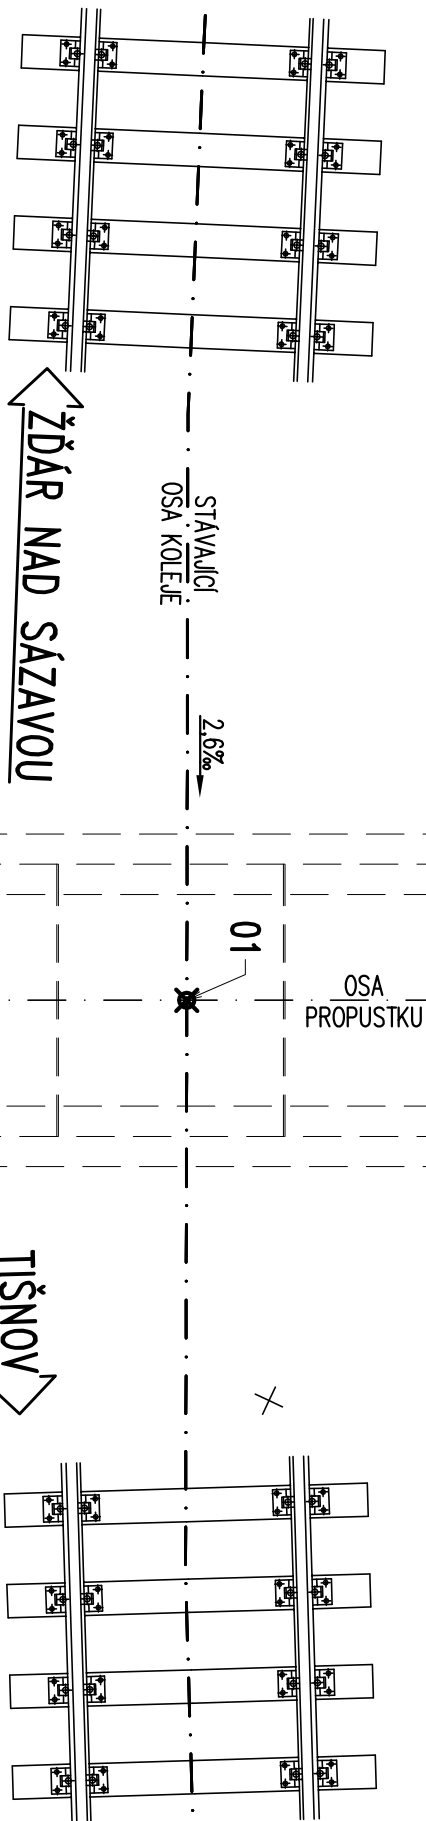 STÁVAJÍCÍ
OSA KOLEJE
ŽĎÁR NAD SÁZAVOU
2,6‰
01
OSA
PROPUSTKU
TIŠNOV